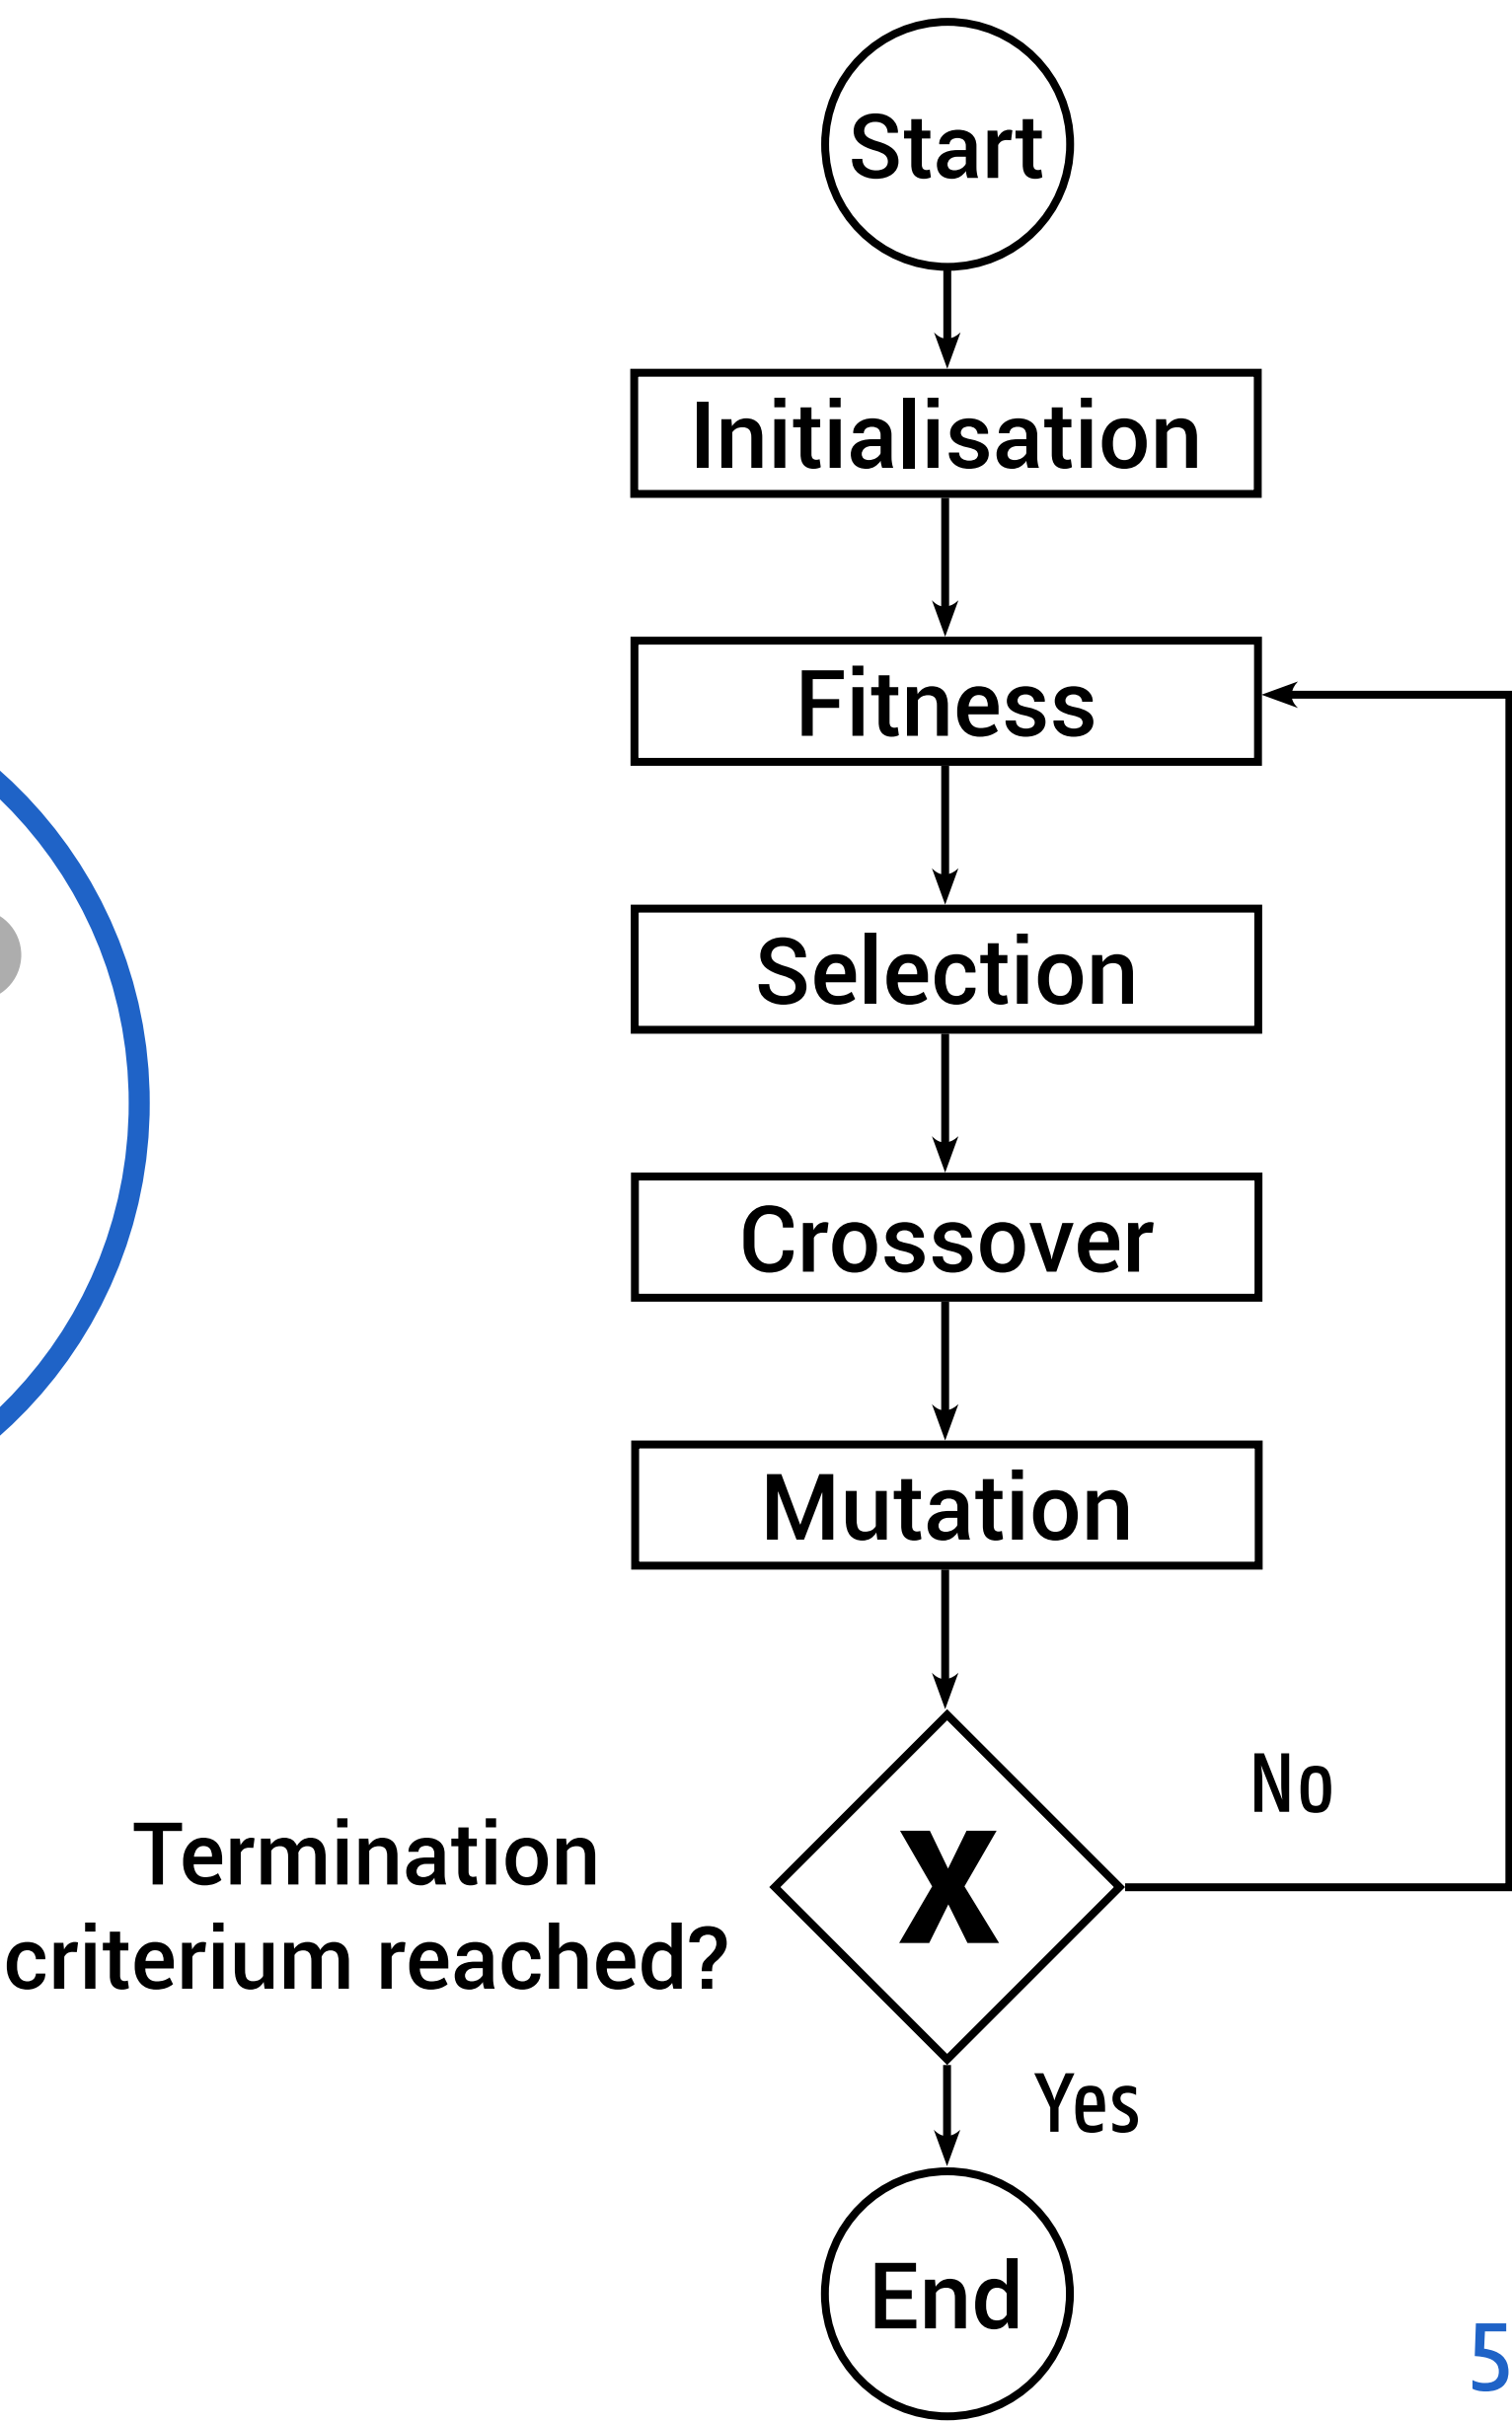 Start
Initialisation
Fitness
Selection
Crossover
Mutation
No
Termination
X
criterium reached?
Yes
End
5